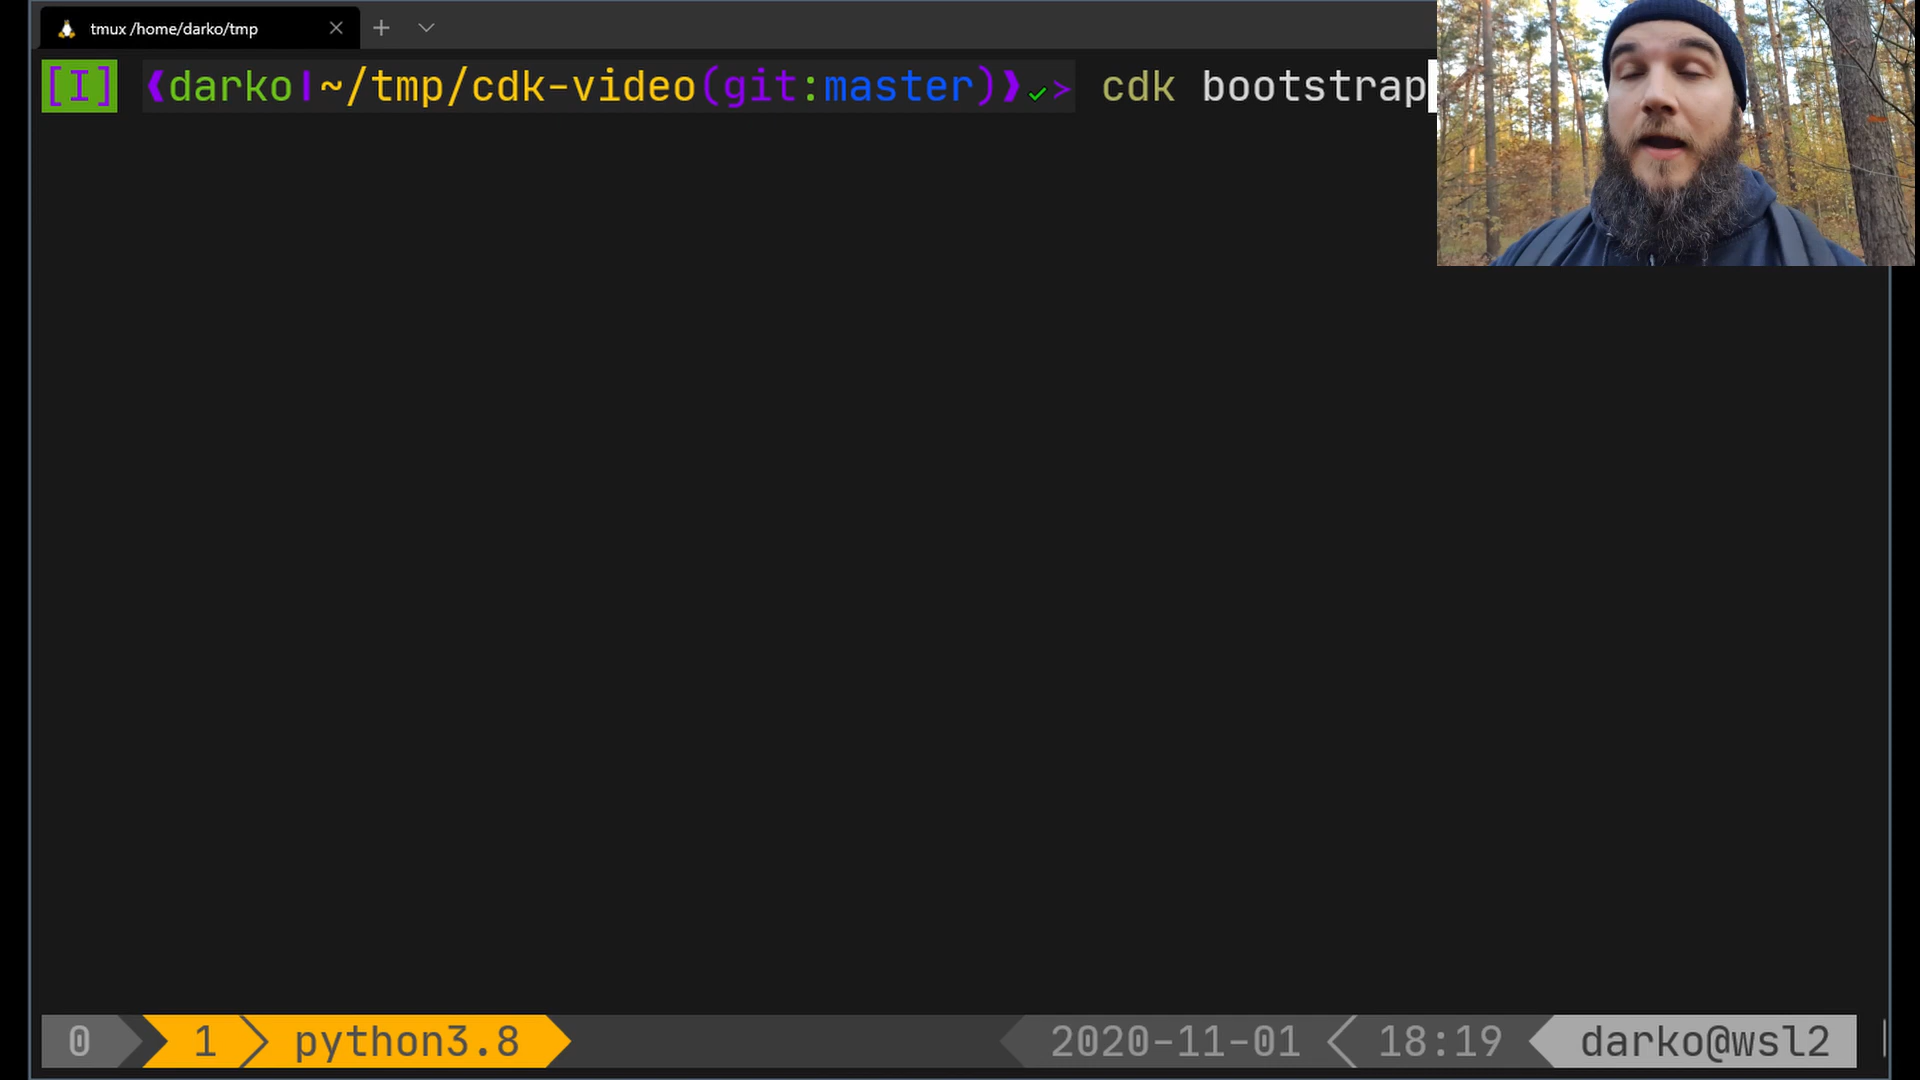 tmux /home/darko/tmp
[I] ❰darko|~/tmp/cdk-video(git:master)❱✓> cdk bootstrap
0 1 python3.8 2020-11-01 18:19 darko@wsl2